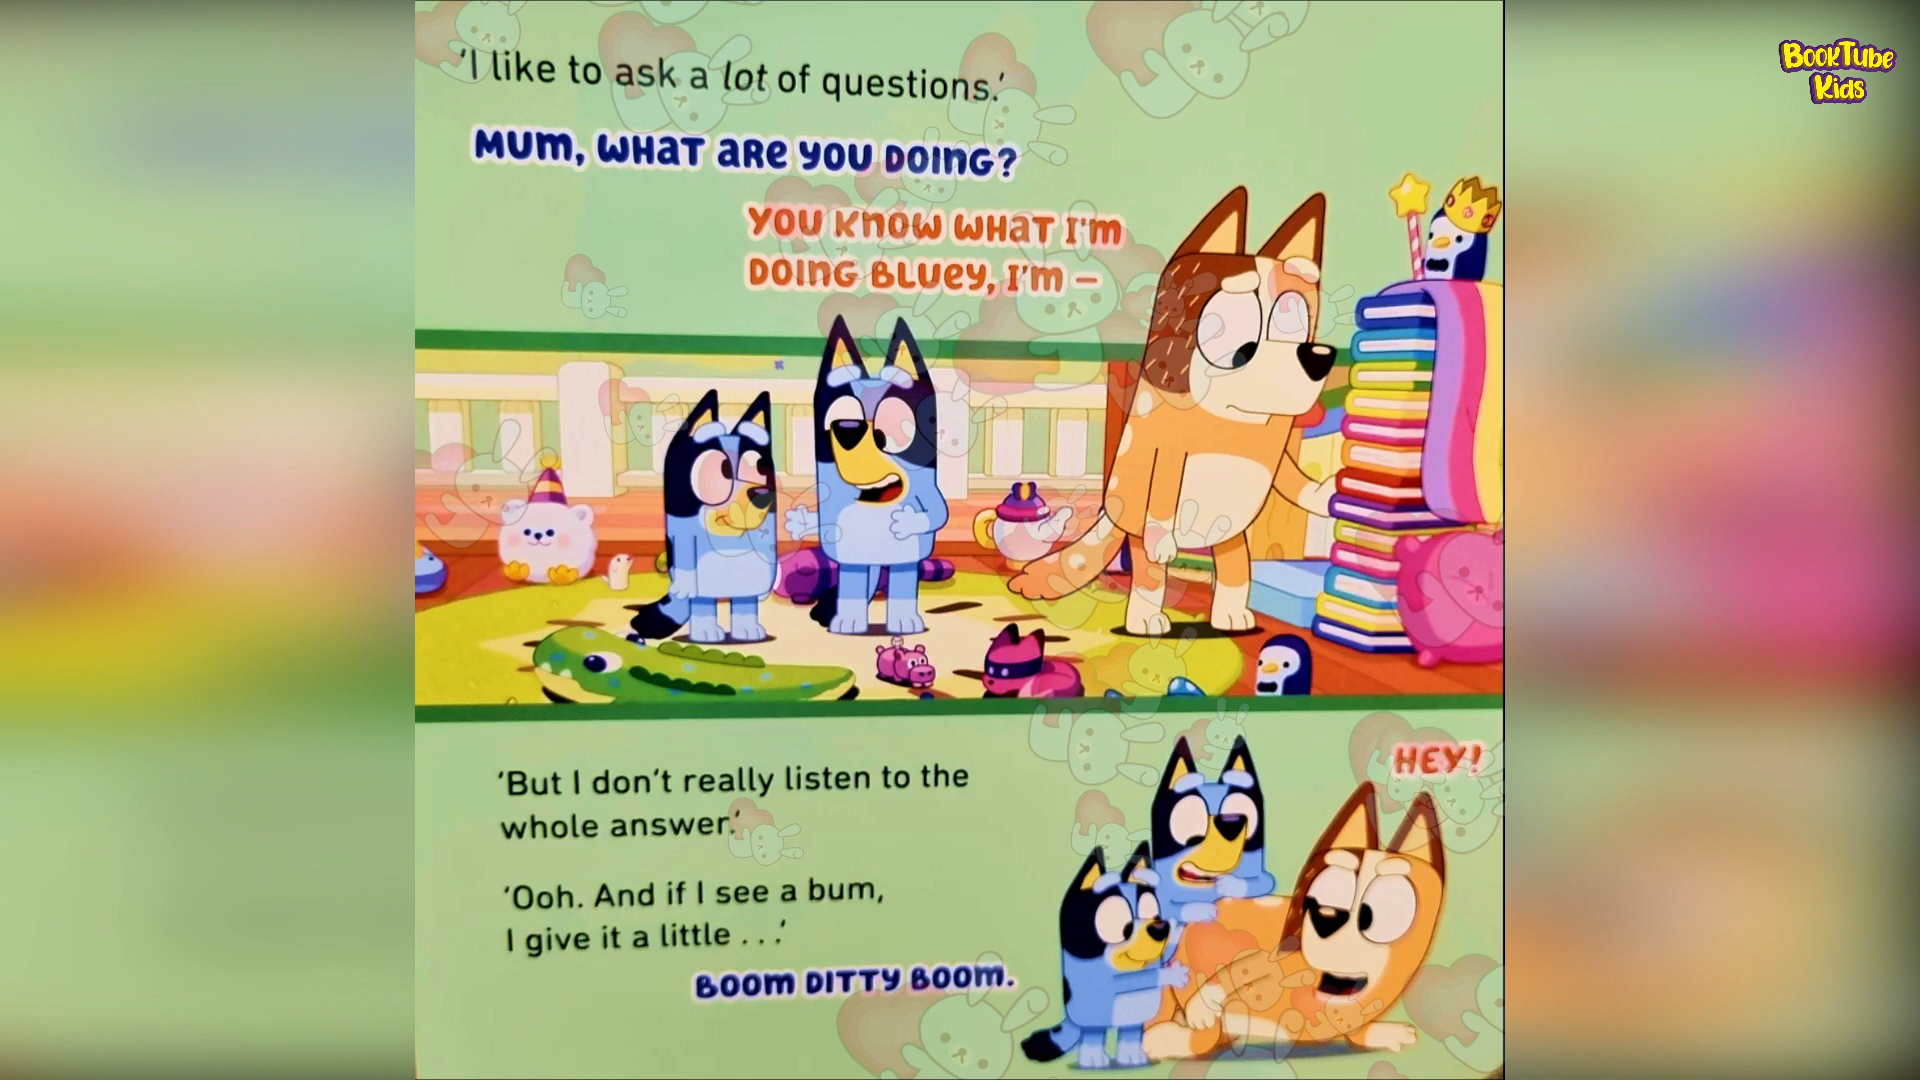 'I like to ask a lot of questions.'
MUM, WHAT ARE YOU DOING?
YOU KNOW WHAT I'M
DOING BLUEY, I'M –
'But I don't really listen to the
whole answer.'
'Ooh. And if I see a bum,
I give it a little . . .'
BOOM DITTY BOOM.
HEY!
BookTube
Kids